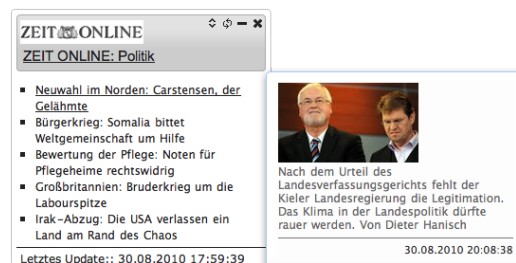 ZEIT ONLINE
ZEIT ONLINE: Politik
Neuwahl im Norden: Carstensen, der
Gelähmte
Bürgerkrieg: Somalia bittet
Weltgemeinschaft um Hilfe
Bewertung der Pflege: Noten für
Pflegeheime rechtswidrig
Großbritannien: Bruderkrieg um die
Labourspitze
Irak-Abzug: Die USA verlassen ein
Land am Rand des Chaos
Letztes Update:: 30.08.2010 17:59:39
Nach dem Urteil des
Landesverfassungsgerichts fehlt der
Kieler Landesregierung die Legitimation.
Das Klima in der Landespolitik dürfte
rauer werden. Von Dieter Hanisch
30.08.2010 20:08:38